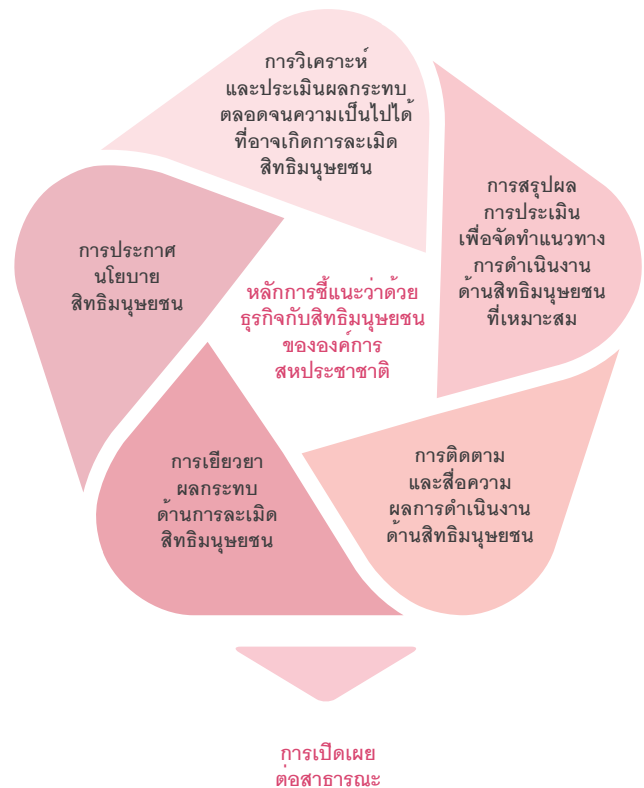 การวิเคราะห์
และประเมินผลกระทบ
ตลอดจนความเป็นไปได้
ที่อาจเกิดการละเมิด
สิทธิมนุษยชน
การสรุปผล
การประเมิน
เพื่อจัดทำแนวทาง
การดำเนินงาน
ด้านสิทธิมนุษยชน
ที่เหมาะสม
การประกาศ
นโยบาย
สิทธิมนุษยชน
หลักการชี้แนะว่าด้วย
ธุรกิจกับสิทธิมนุษยชน
ขององค์การ
สหประชาชาติ
การเยียวยา
ผลกระทบ
ด้านการละเมิด
สิทธิมนุษยชน
การติดตาม
และสื่อความ
ผลการดำเนินงาน
ด้านสิทธิมนุษยชน
การเปิดเผย
ต่อสาธารณะ